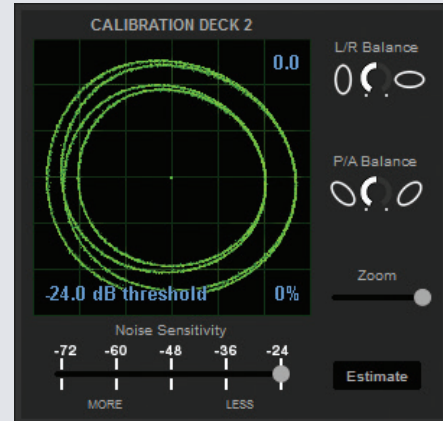 CALIBRATION DECK 2
0.0
-24.0 dB threshold 0%
L/R Balance
P/A Balance
Zoom
Noise Sensitivity
-72 -60 -48 -36 -24
MORE LESS
Estimate